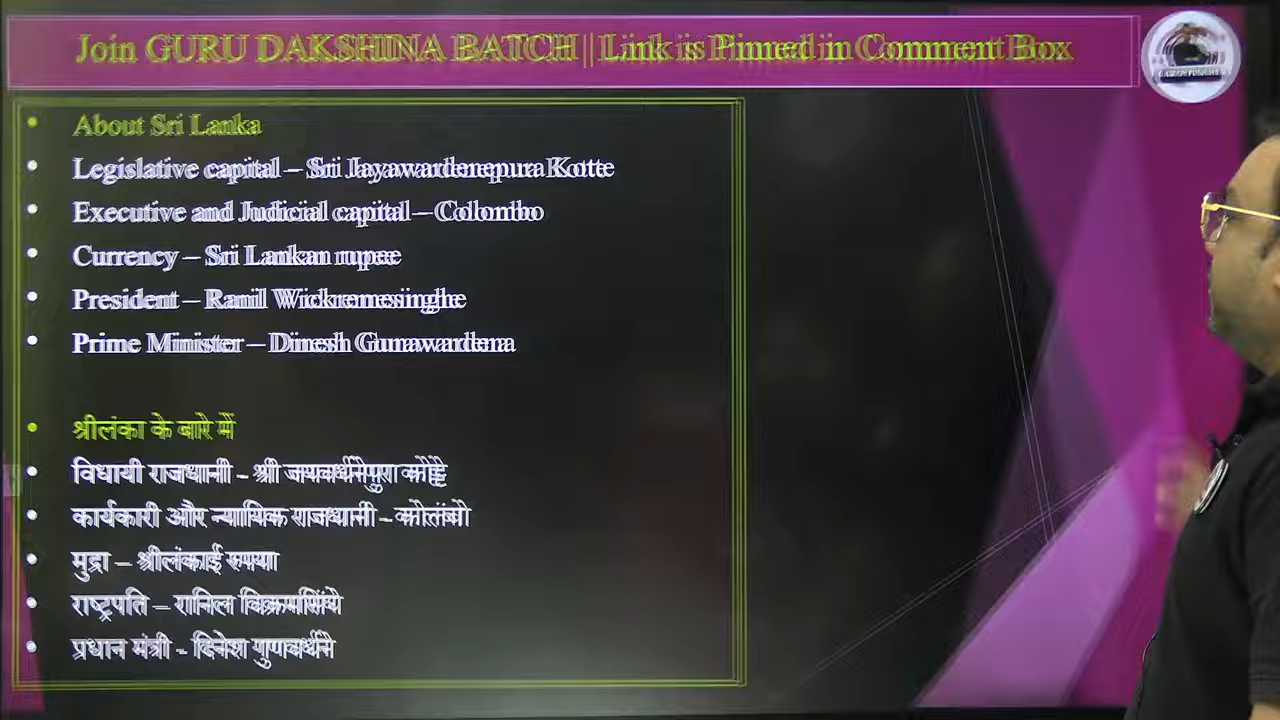 Join GURU DAKSHINA BATCH || Link is Pinned in Comment Box
About Sri Lanka
Legislative capital – Sri Jayawardenepura Kotte
Executive and Judicial capital – Colombo
Currency – Sri Lankan rupee
President – Ranil Wickremesinghe
Prime Minister – Dinesh Gunawardena
श्रीलंका के बारे में
विधायी राजधानी - श्री जयवर्धनेपुरा कोट्टे
कार्यकारी और न्यायिक राजधानी - कोलंबो
मुद्रा – श्रीलंकाई रुपया
राष्ट्रपति – रानिल विक्रमसिंघे
प्रधान मंत्री - दिनेश गुणवर्धने